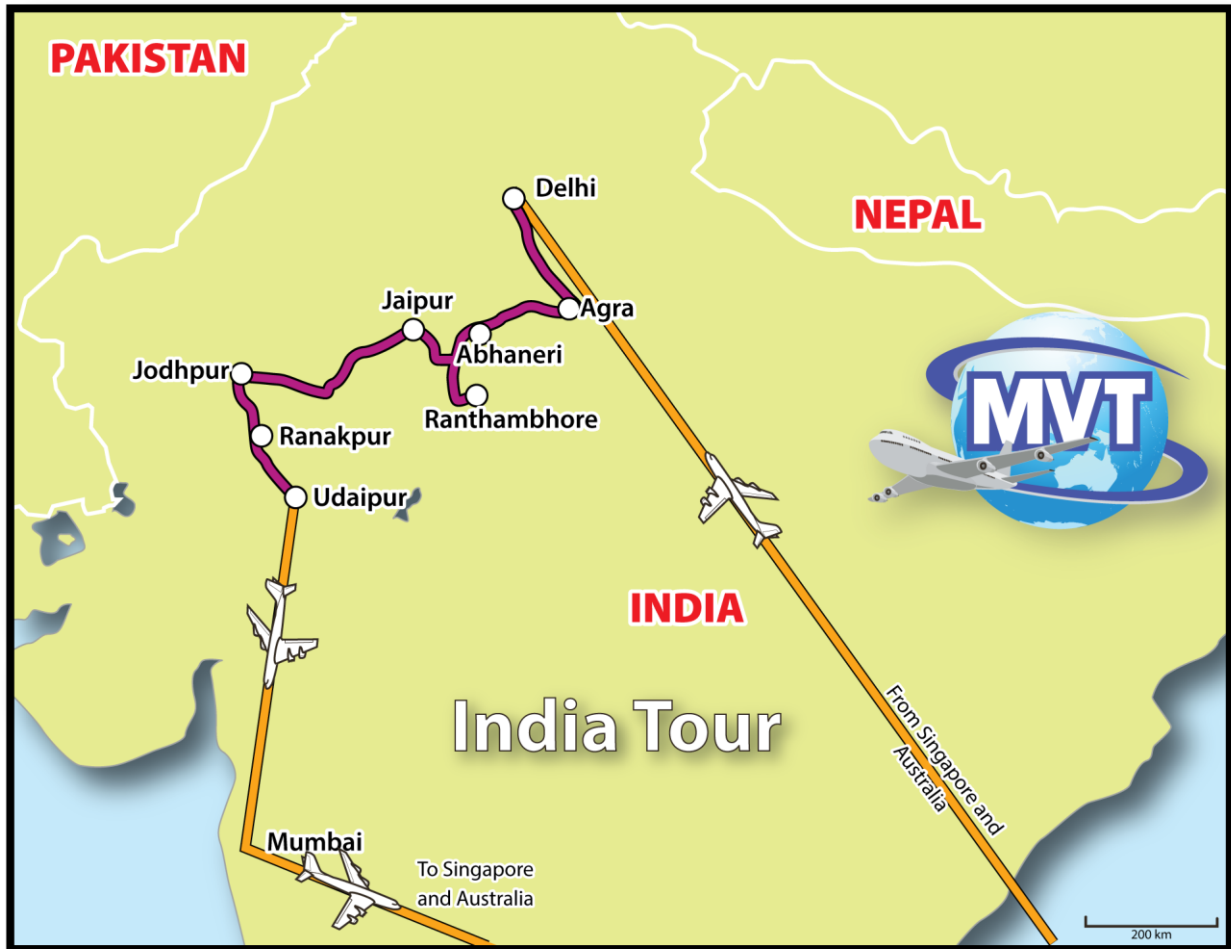 PAKISTAN
Delhi
NEPAL
Jaipur
Agra
Abhaneri
Jodhpur
Ranthambhore
MVT
Ranakpur
Udaipur
INDIA
India Tour
From Singapore and
Australia
Mumbai
To Singapore
and Australia
200 km